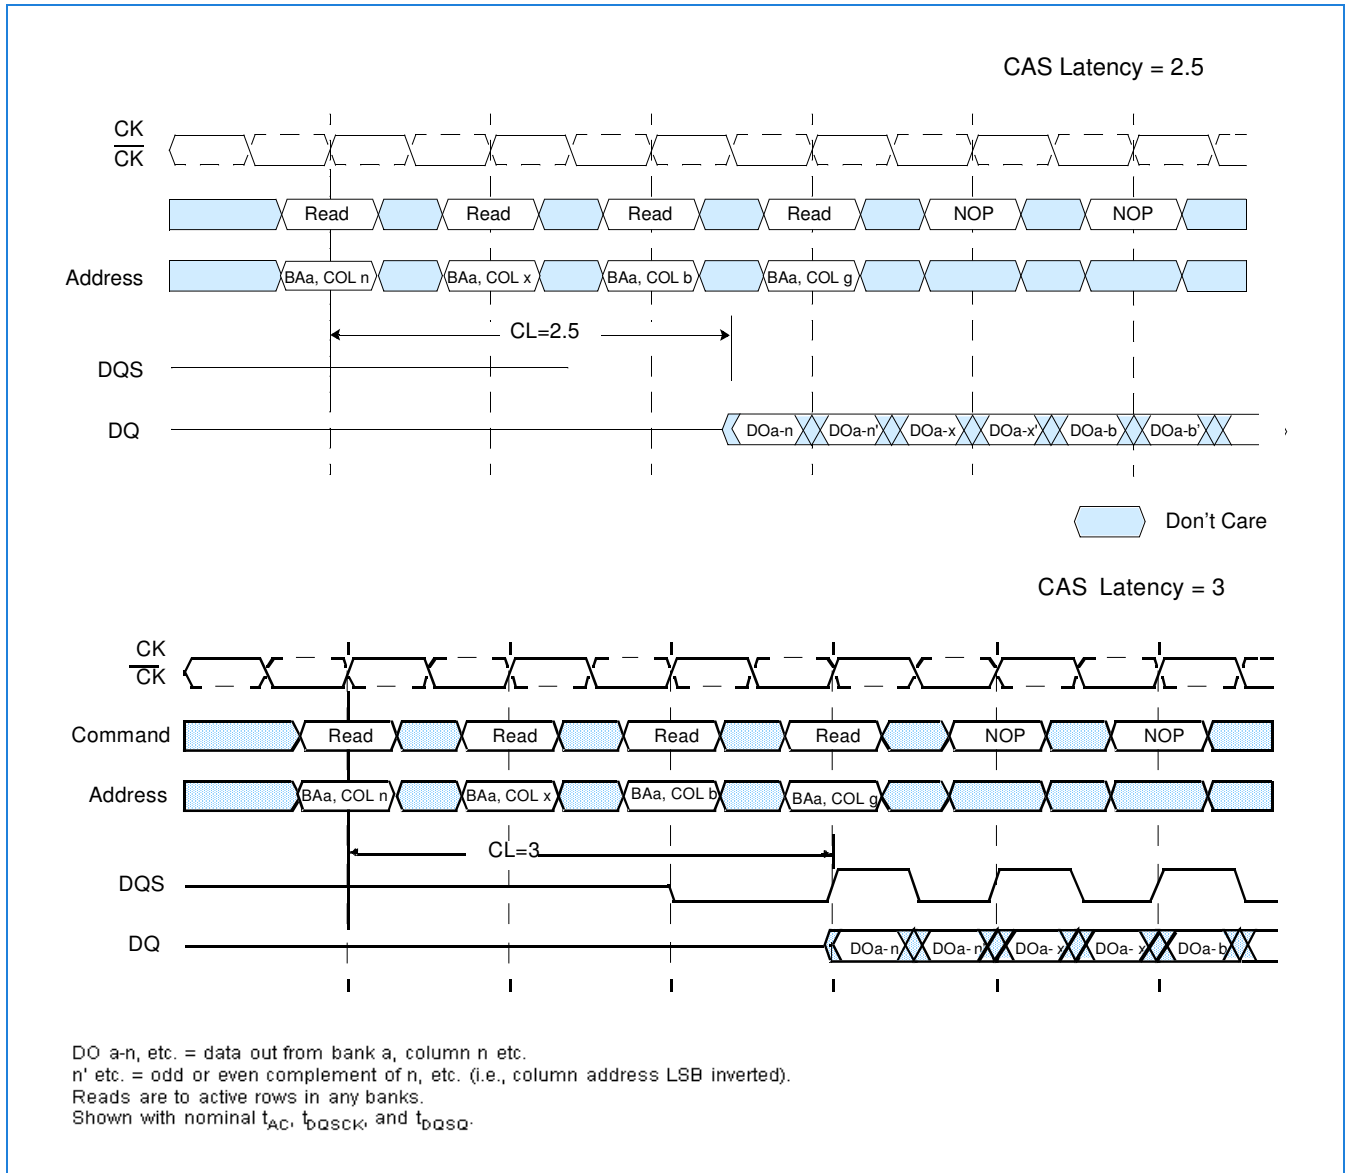 CAS Latency = 2.5
CK
CK
Read Read Read Read NOP NOP
Address BAa, COL n BAa, COL x BAa, COL b BAa, COL g
CL=2.5
DQS
DQ DOa-n DOa-n' DOa-x DOa-x' DOa-b DOa-b'
Don't Care
CAS Latency = 3
CK
CK
Command Read Read Read Read NOP NOP
Address BAa, COL n BAa, COL x BAa, COL b BAa, COL g
CL=3
DQS
DQ DOa- n DOa- n' DOa- x DOa- x' DOa- b
DO a-n, etc. = data out from bank a, column n etc.
n' etc. = odd or even complement of n, etc. (i.e., column address LSB inverted).
Reads are to active rows in any banks.
Shown with nominal tAC, tDQSCK, and tDQSQ.